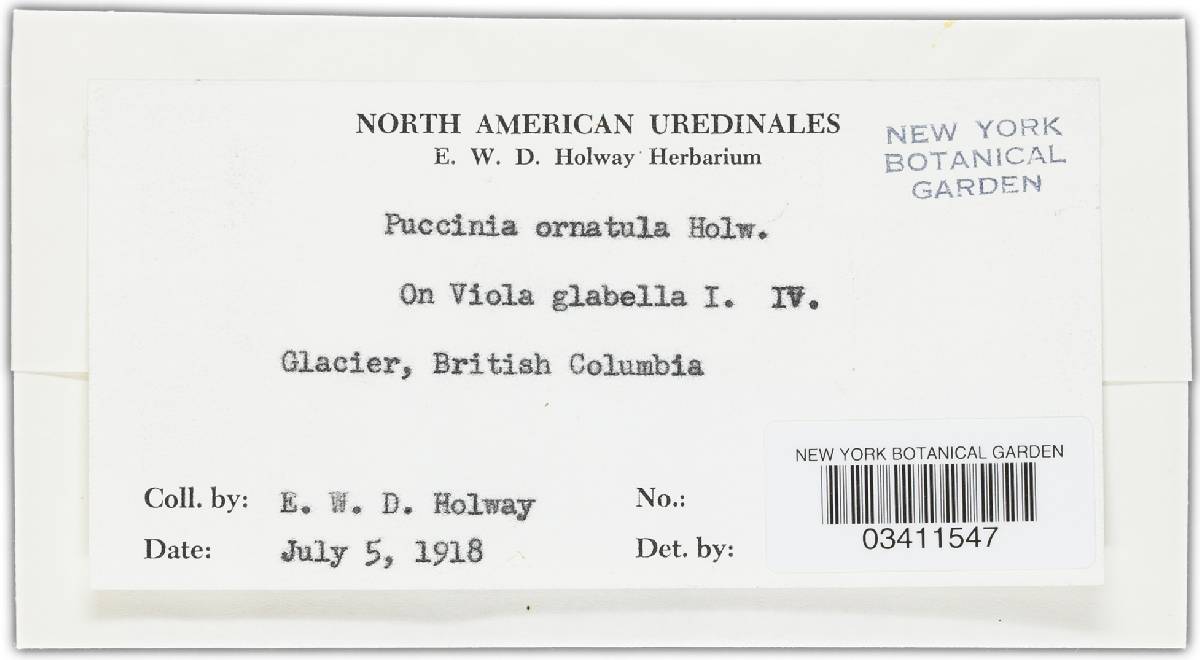 NORTH AMERICAN UREDINALES
E. W. D. Holway Herbarium
NEW YORK
BOTANICAL
GARDEN
Puccinia ornatula Holw.
On Viola glabella I. IV.
Glacier, British Columbia
Coll. by: E. W. D. Holway
Date: July 5, 1918
No.:
Det. by:
NEW YORK BOTANICAL GARDEN
03411547